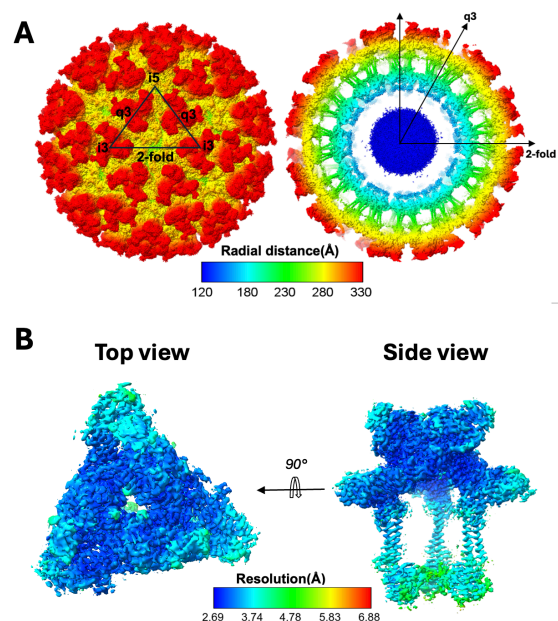 A
i5
q3
q3
i3
i3
2-fold
q3
2-fold
Radial distance(Å)
120 180 230 280 330
B
Top view
Side view
90°
Resolution(Å)
2.69 3.74 4.78 5.83 6.88